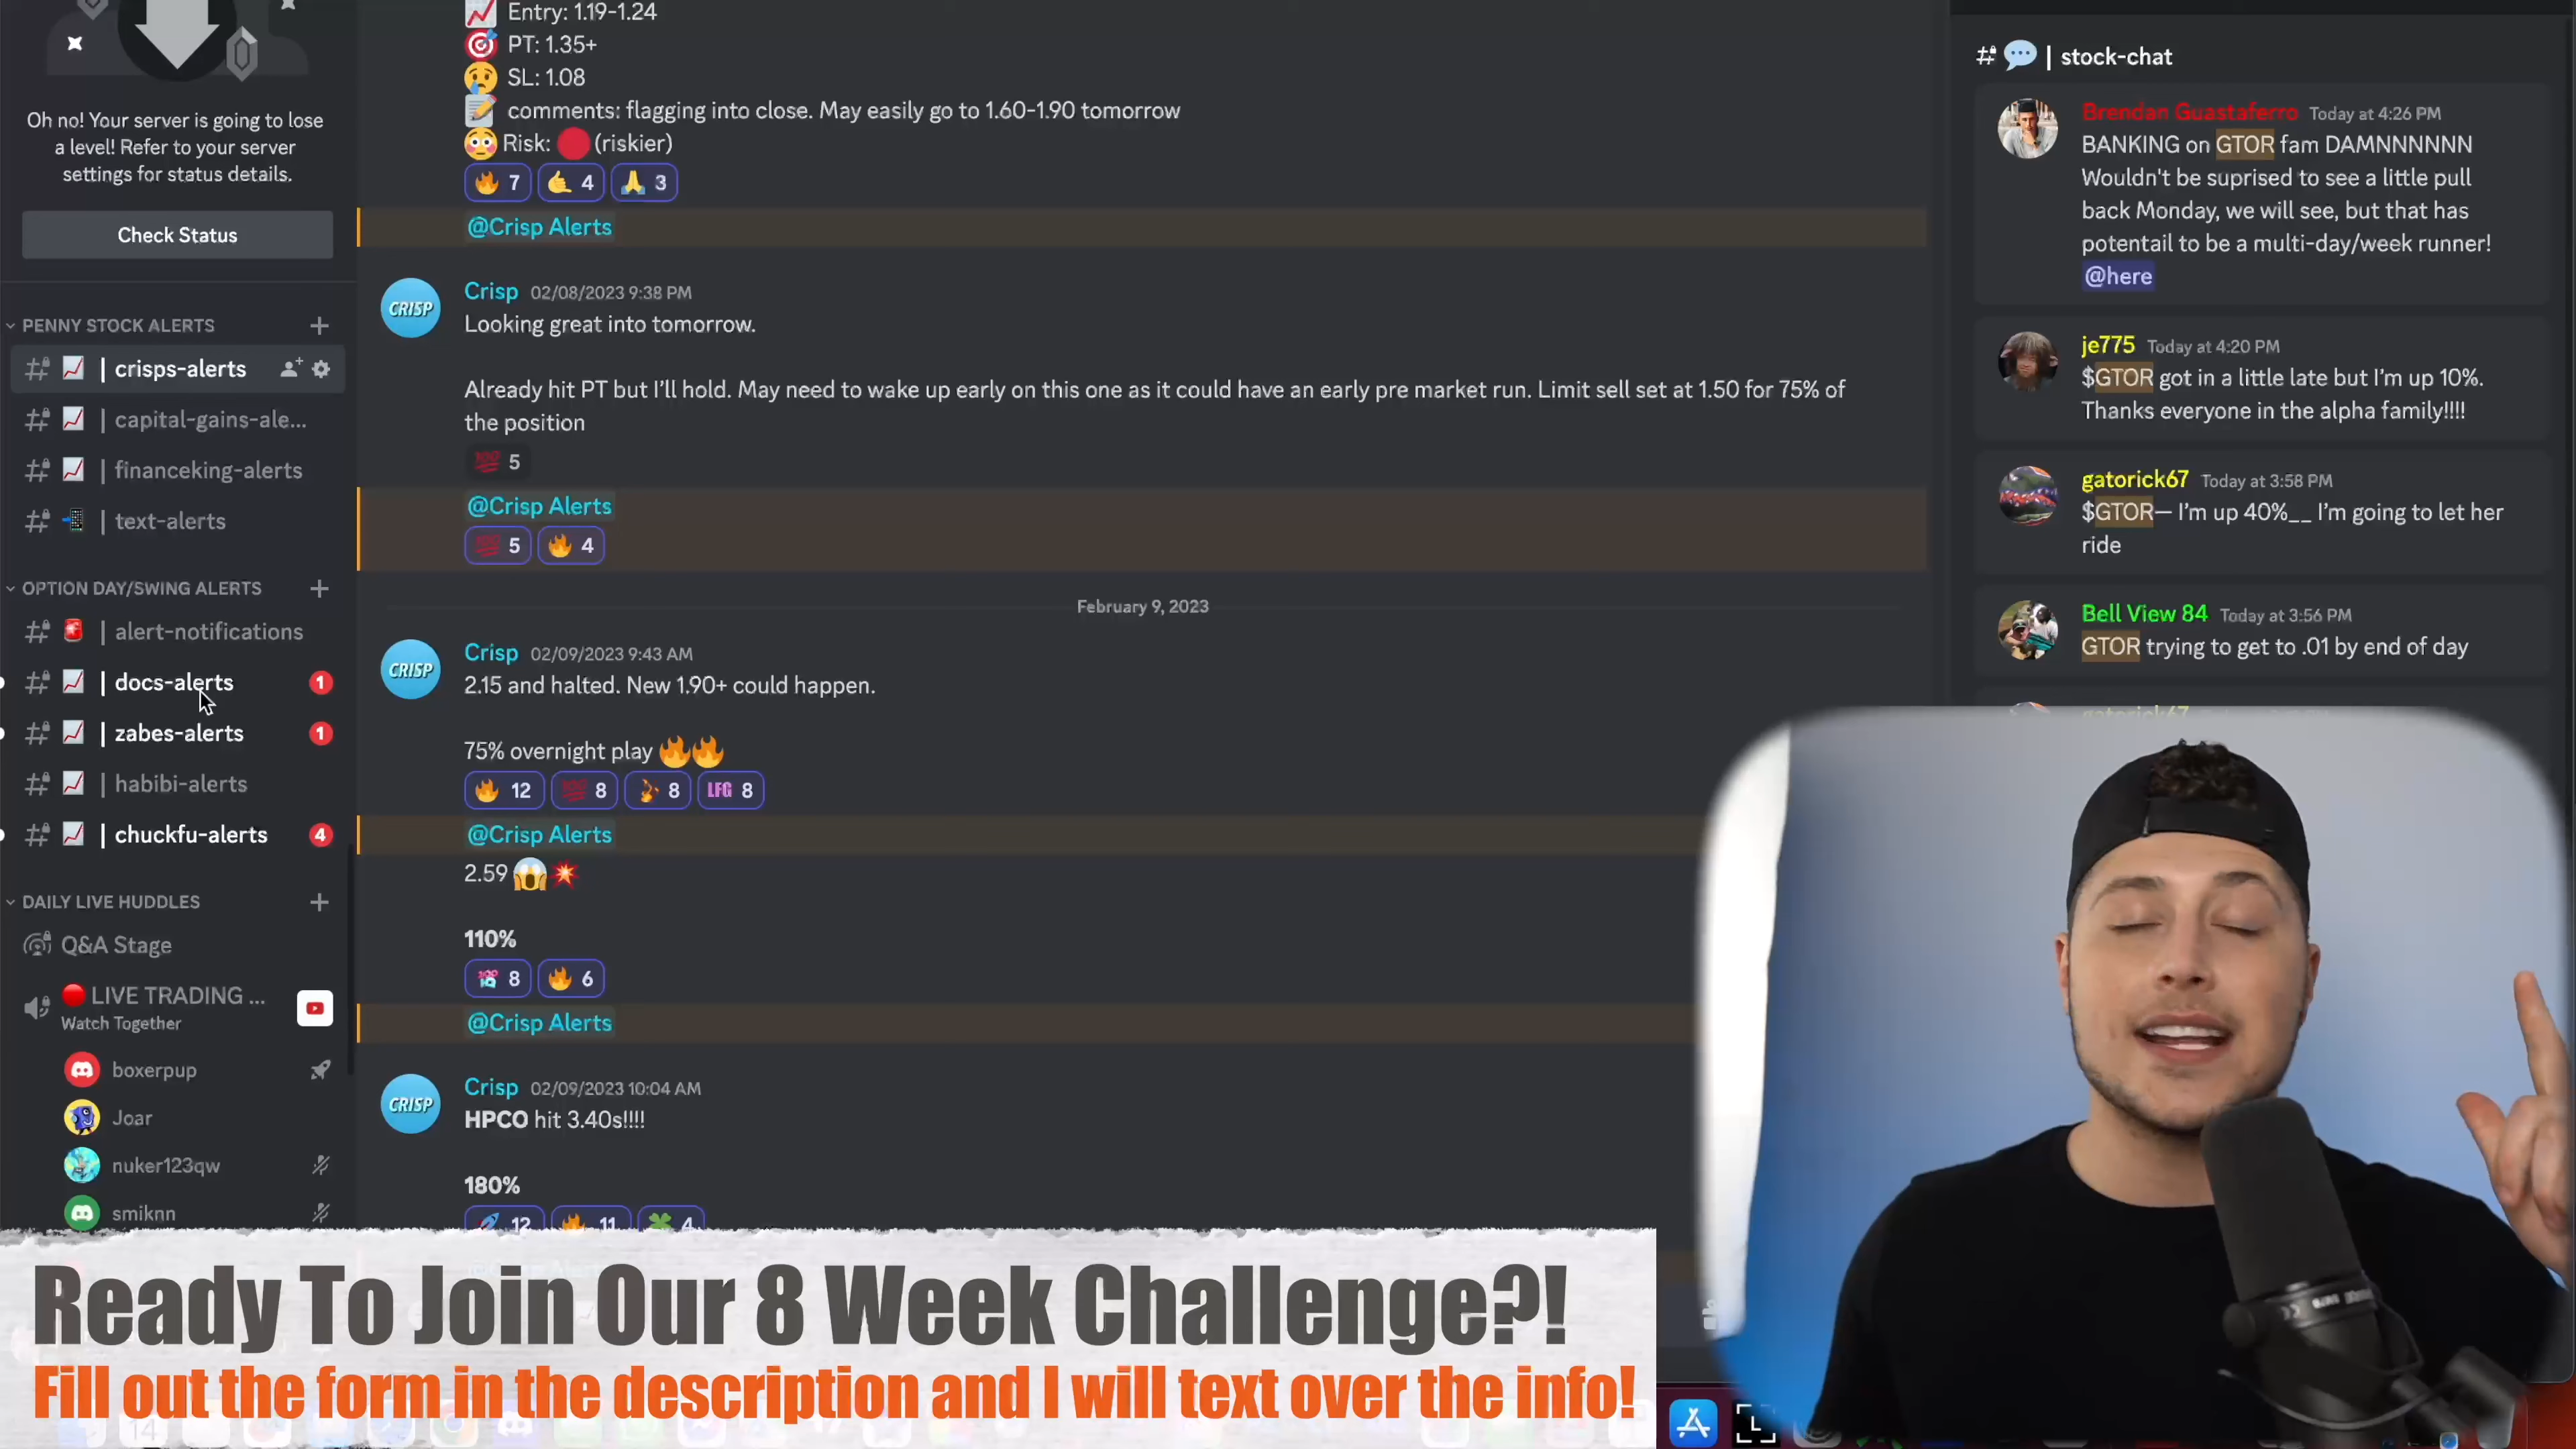 Oh no! Your server is going to lose
a level! Refer to your server
settings for status details.
Check Status
PENNY STOCK ALERTS
| crisps-alerts
| capital-gains-ale...
| financeking-alerts
| text-alerts
OPTION DAY/SWING ALERTS
| alert-notifications
| docs-alerts 1
| zabes-alerts 1
| habibi-alerts
| chuckfu-alerts 4
DAILY LIVE HUDDLES
Q&A Stage
LIVE TRADING ...
Watch Together
boxerpup
Joar
nuker123qw
smiknn
Entry: 1.19-1.24
PT: 1.35+
SL: 1.08
comments: flagging into close. May easily go to 1.60-1.90 tomorrow
Risk: 🔴 (riskier)
🔥 7 🤙 4 🙏 3
@Crisp Alerts
CRISP
Crisp 02/08/2023 9:38 PM
Looking great into tomorrow.
Already hit PT but I'll hold. May need to wake up early on this one as it could have an early pre market run. Limit sell set at 1.50 for 75% of
the position
💯 5
@Crisp Alerts
💯 5 🔥 4
February 9, 2023
CRISP
Crisp 02/09/2023 9:43 AM
2.15 and halted. New 1.90+ could happen.
75% overnight play 🔥🔥
🔥 12 💯 8 8 LFG 8
@Crisp Alerts
2.59 😱💥
110%
8 🔥 6
@Crisp Alerts
CRISP
Crisp 02/09/2023 10:04 AM
HPCO hit 3.40s!!!!
180%
🚀 12 🔥 11 🍀 4
# 💬 | stock-chat
Brendan Guastaferro Today at 4:26 PM
BANKING on GTOR fam DAMNNNNNN
Wouldn't be suprised to see a little pull
back Monday, we will see, but that has
potentail to be a multi-day/week runner!
@here
je775 Today at 4:20 PM
$GTOR got in a little late but I'm up 10%.
Thanks everyone in the alpha family!!!!
gatorick67 Today at 3:58 PM
$GTOR— I'm up 40%__ I'm going to let her
ride
Bell View 84 Today at 3:56 PM
GTOR trying to get to .01 by end of day
Ready To Join Our 8 Week Challenge?!
Fill out the form in the description and I will text over the info!